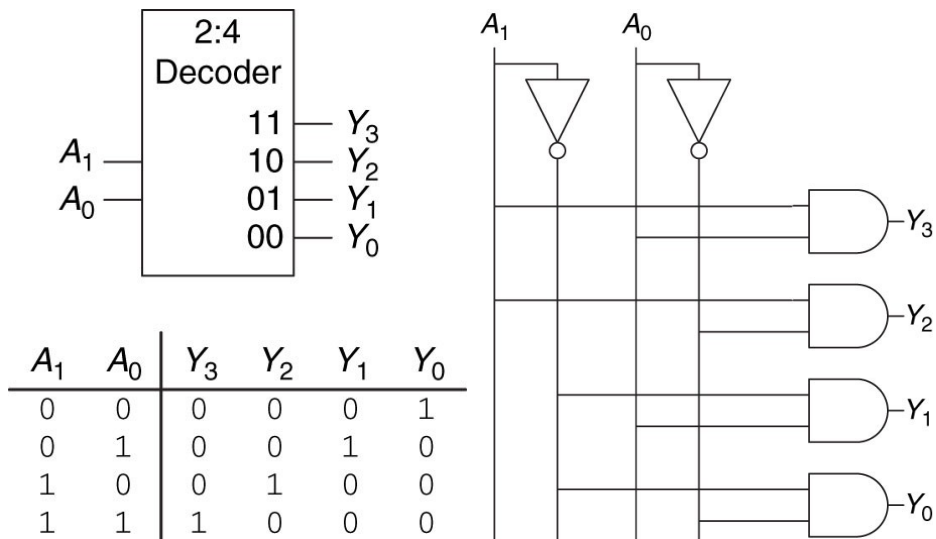 2:4
Decoder
11 Y3
A1 10 Y2
A0 01 Y1
00 Y0
A1 A0 Y3 Y2 Y1 Y0
0 0 0 0 0 1
0 1 0 0 1 0
1 0 0 1 0 0
1 1 1 0 0 0
A1 A0
Y3
Y2
Y1
Y0